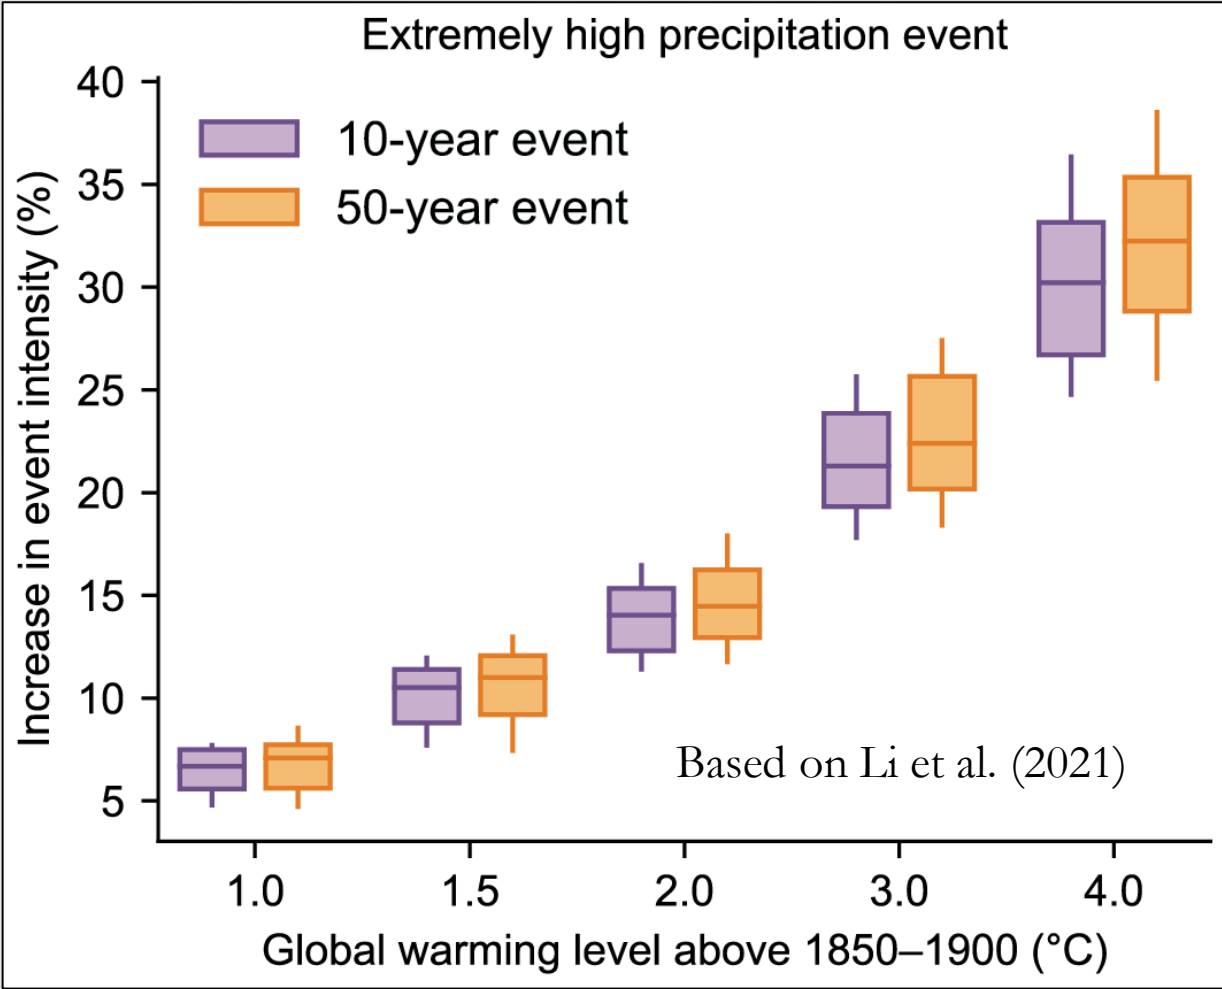 Extremely high precipitation event
40
35
30
25
20
15
10
5
Increase in event intensity (%)
10-year event
50-year event
Based on Li et al. (2021)
1.0 1.5 2.0 3.0 4.0
Global warming level above 1850–1900 (°C)